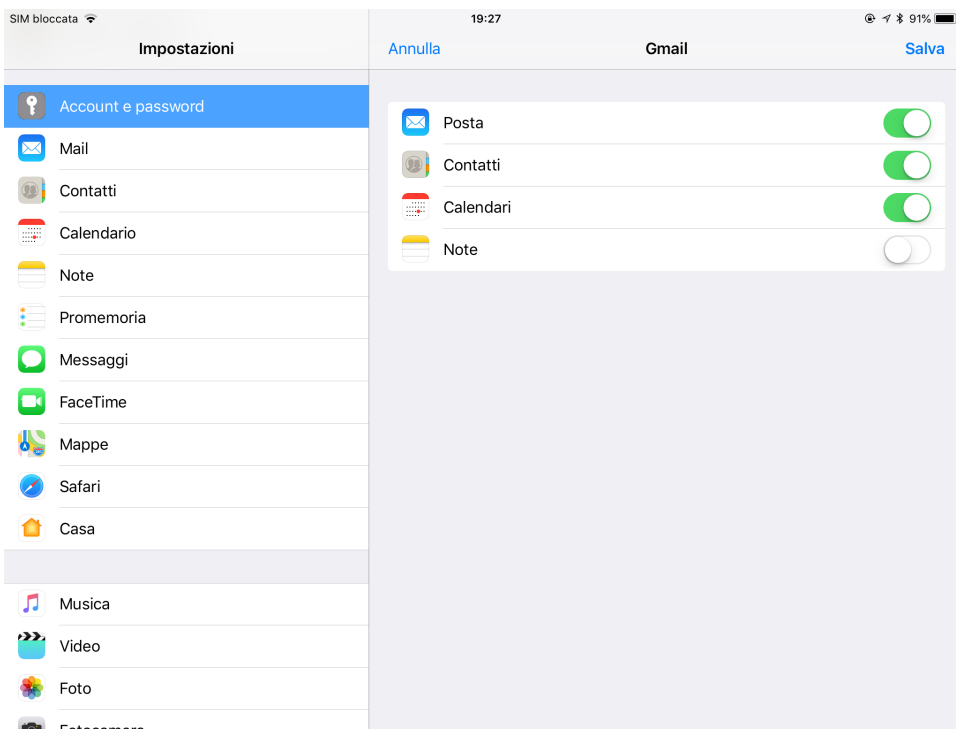 SIM bloccata 19:27 91%
Impostazioni
Annulla Gmail Salva
Account e password
Mail
Contatti
Calendario
Note
Promemoria
Messaggi
FaceTime
Mappe
Safari
Casa
Musica
Video
Foto
Fotocamera
Posta
Contatti
Calendari
Note